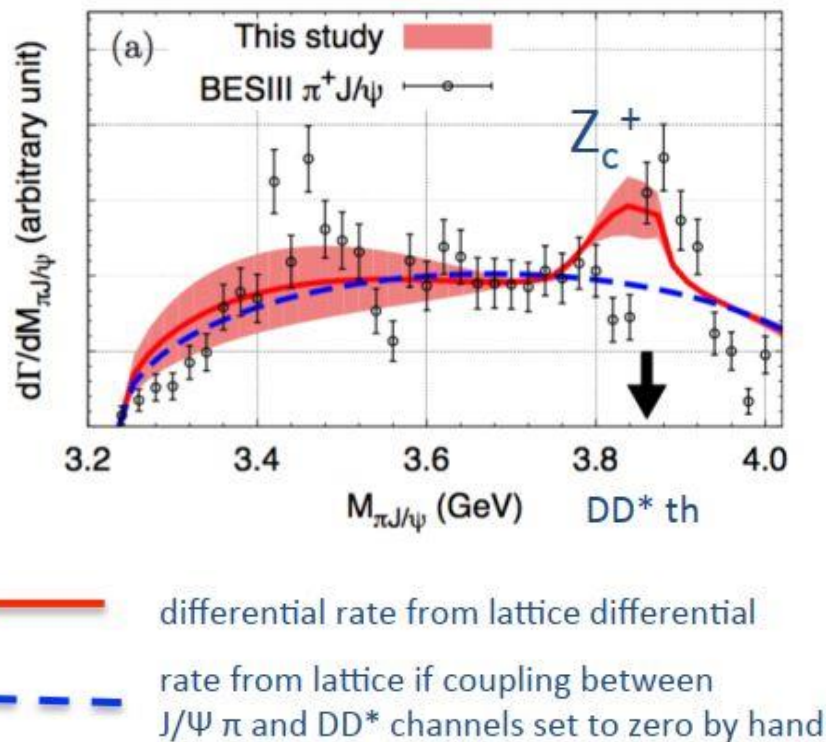 (a)
This study
BESIII π⁺J/ψ
Z_c⁺
dΓ/dM_πJ/ψ (arbitrary unit)
3.2 3.4 3.6 3.8 4.0
M_πJ/ψ (GeV)
DD* th
differential rate from lattice differential
rate from lattice if coupling between
J/Ψ π and DD* channels set to zero by hand